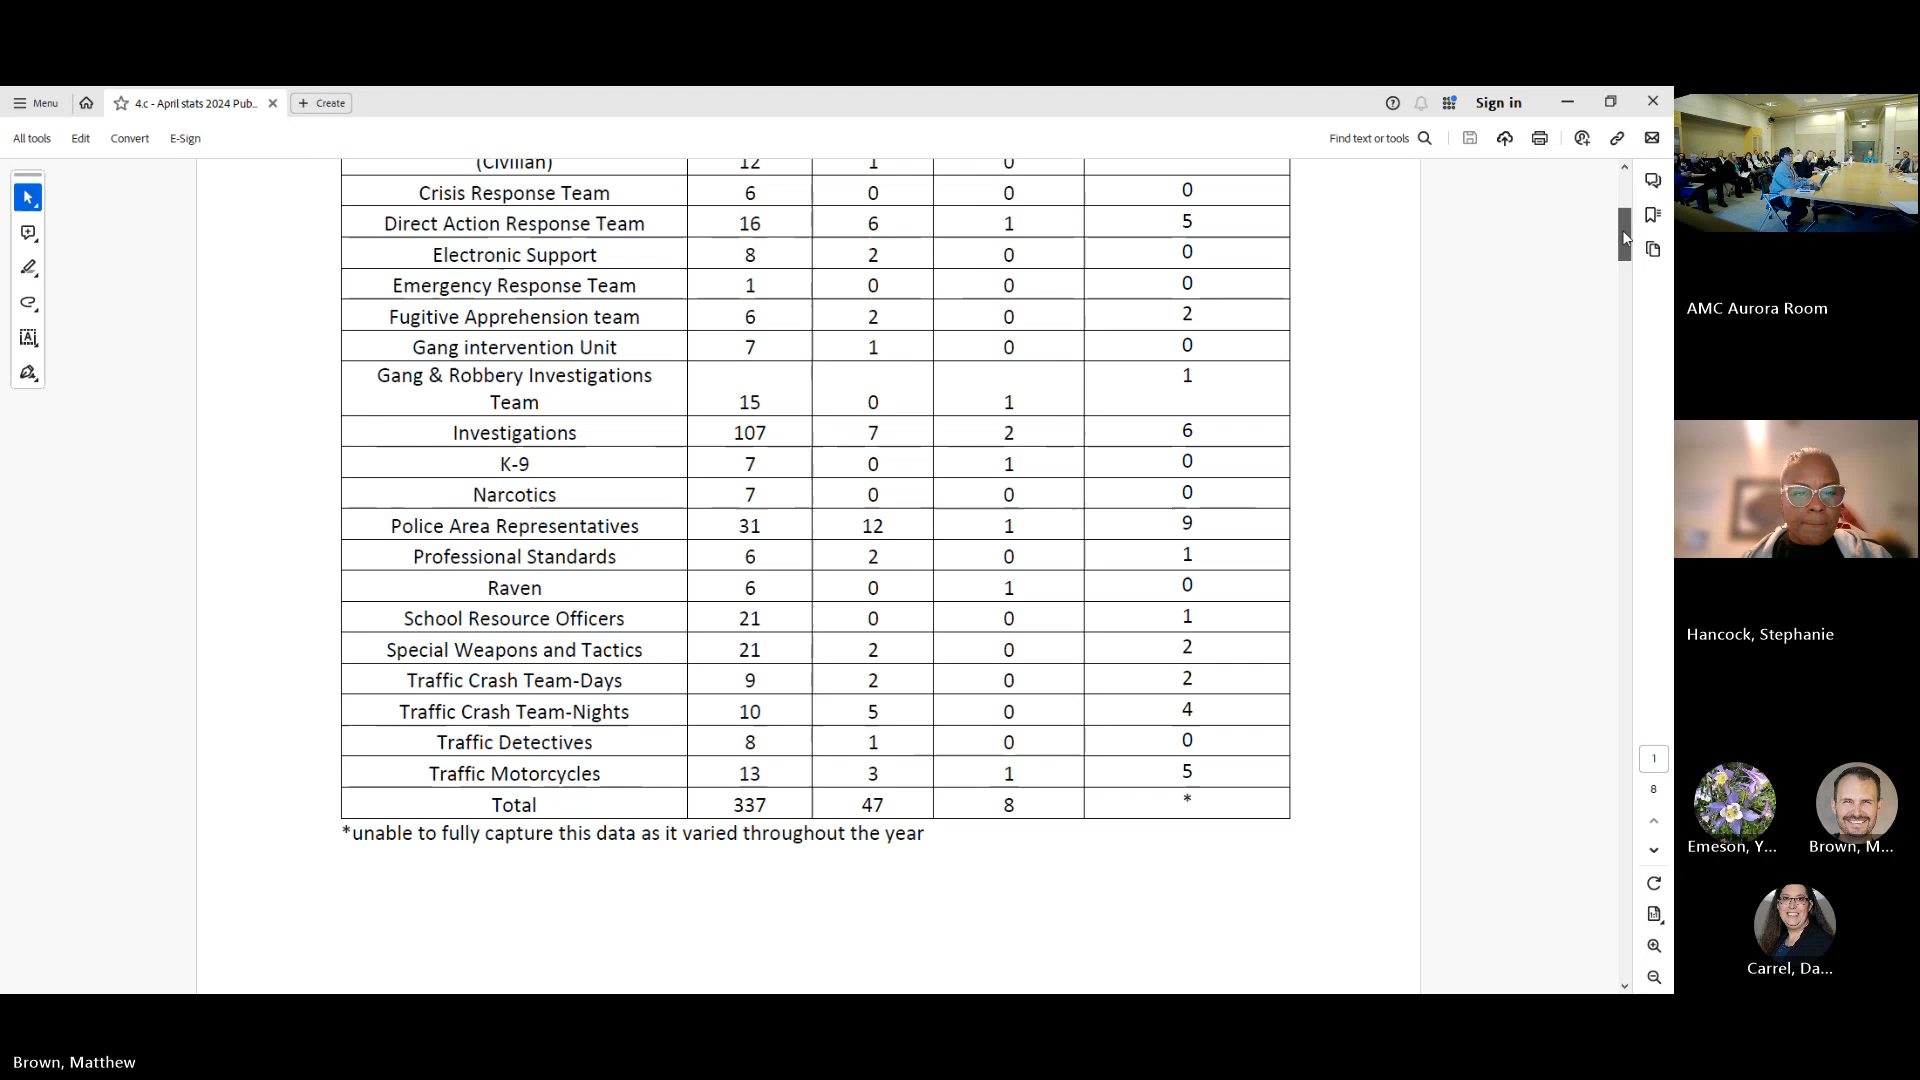 Menu
4.c - April stats 2024 Pub...
Create
Sign in
All tools Edit Convert E-Sign
Find text or tools
(Civilian) 12 1 0
Crisis Response Team 6 0 0 0
Direct Action Response Team 16 6 1 5
Electronic Support 8 2 0 0
Emergency Response Team 1 0 0 0
Fugitive Apprehension team 6 2 0 2
Gang intervention Unit 7 1 0 0
Gang & Robbery Investigations 1
Team 15 0 1
Investigations 107 7 2 6
K-9 7 0 1 0
Narcotics 7 0 0 0
Police Area Representatives 31 12 1 9
Professional Standards 6 2 0 1
Raven 6 0 1 0
School Resource Officers 21 0 0 1
Special Weapons and Tactics 21 2 0 2
Traffic Crash Team-Days 9 2 0 2
Traffic Crash Team-Nights 10 5 0 4
Traffic Detectives 8 1 0 0
Traffic Motorcycles 13 3 1 5
Total 337 47 8 *
*unable to fully capture this data as it varied throughout the year
1
8
AMC Aurora Room
Hancock, Stephanie
Emeson, Y...
Brown, M...
Carrel, Da...
Brown, Matthew